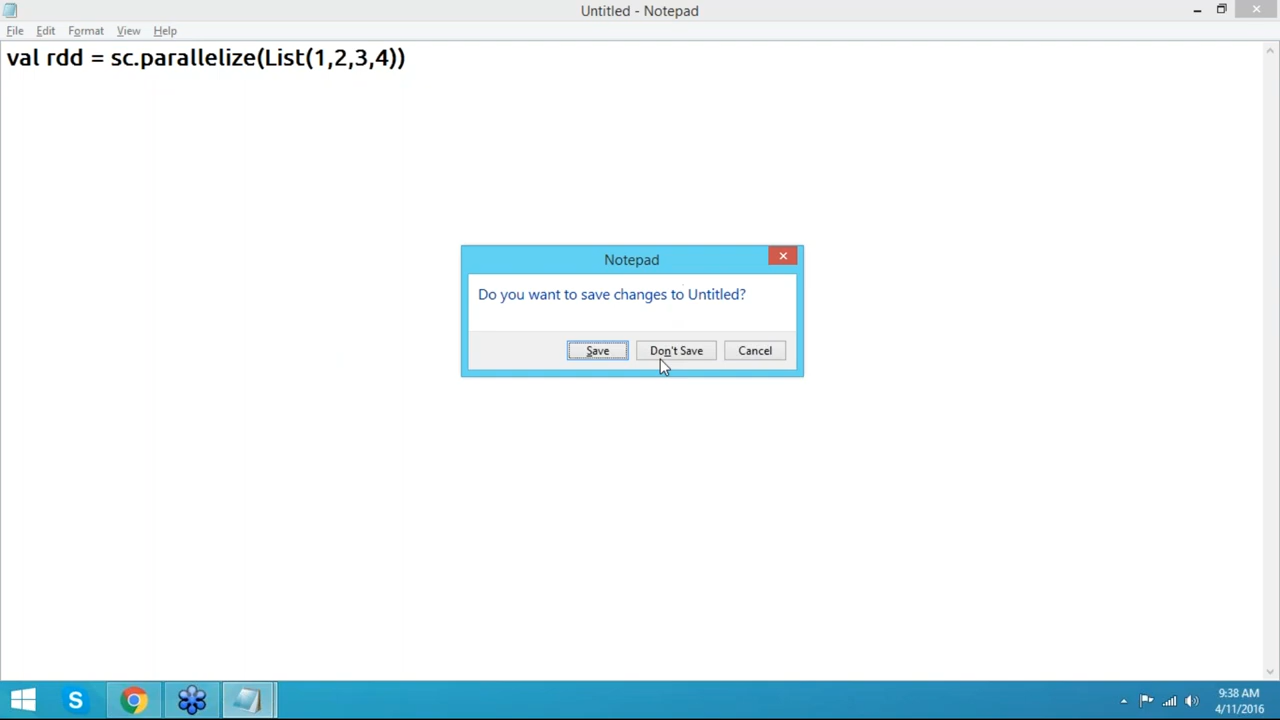 Untitled - Notepad
File Edit Format View Help
val rdd = sc.parallelize(List(1,2,3,4))
Notepad
Do you want to save changes to Untitled?
Save Don't Save Cancel
S
9:38 AM
4/11/2016